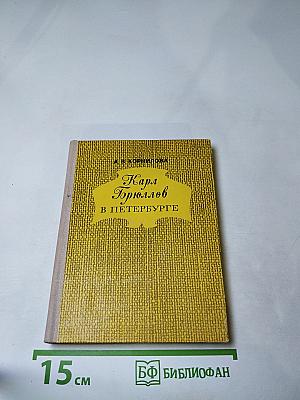 А. В. КОРНИЛОВА
Карл
Брюллов
В ПЕТЕРБУРГЕ
15 СМ
БФ БИБЛИОФАН